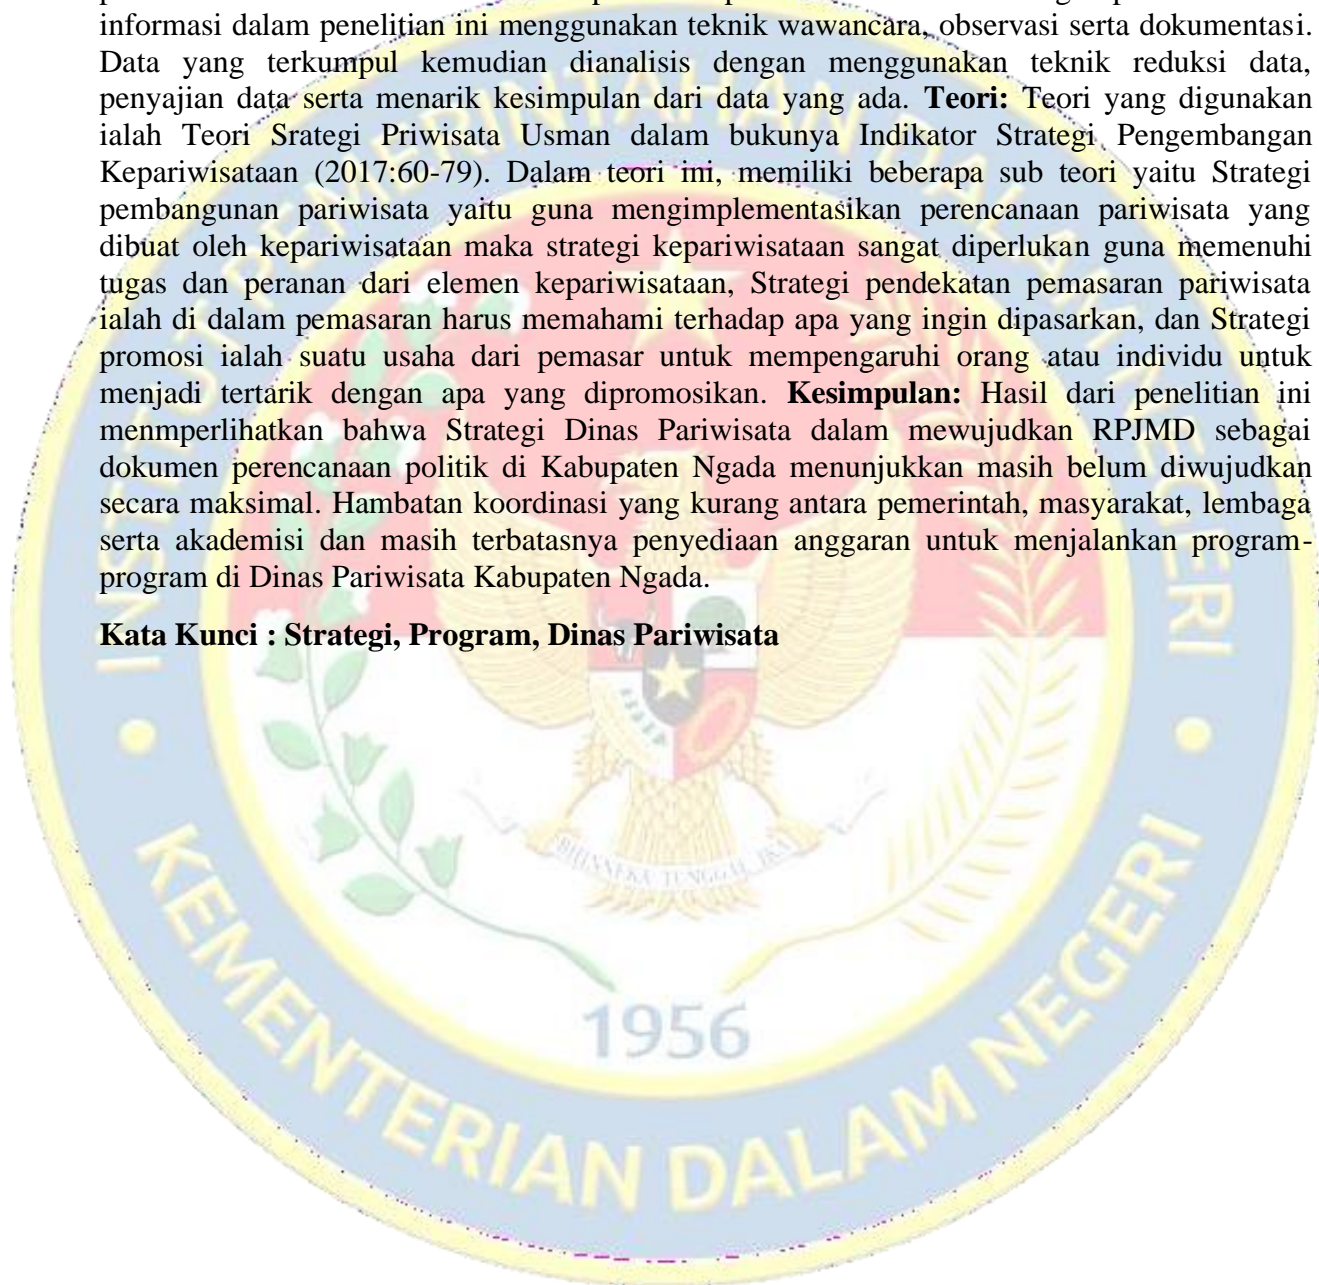 informasi dalam penelitian ini menggunakan teknik wawancara, observasi serta dokumentasi.
Data yang terkumpul kemudian dianalisis dengan menggunakan teknik reduksi data,
penyajian data serta menarik kesimpulan dari data yang ada. Teori: Teori yang digunakan
ialah Teori Srategi Priwisata Usman dalam bukunya Indikator Strategi Pengembangan
Kepariwisataan (2017:60-79). Dalam teori ini, memiliki beberapa sub teori yaitu Strategi
pembangunan pariwisata yaitu guna mengimplementasikan perencanaan pariwisata yang
dibuat oleh kepariwisataan maka strategi kepariwisataan sangat diperlukan guna memenuhi
tugas dan peranan dari elemen kepariwisataan, Strategi pendekatan pemasaran pariwisata
ialah di dalam pemasaran harus memahami terhadap apa yang ingin dipasarkan, dan Strategi
promosi ialah suatu usaha dari pemasar untuk mempengaruhi orang atau individu untuk
menjadi tertarik dengan apa yang dipromosikan. Kesimpulan: Hasil dari penelitian ini
menmperlihatkan bahwa Strategi Dinas Pariwisata dalam mewujudkan RPJMD sebagai
dokumen perencanaan politik di Kabupaten Ngada menunjukkan masih belum diwujudkan
secara maksimal. Hambatan koordinasi yang kurang antara pemerintah, masyarakat, lembaga
serta akademisi dan masih terbatasnya penyediaan anggaran untuk menjalankan program-
program di Dinas Pariwisata Kabupaten Ngada.
Kata Kunci : Strategi, Program, Dinas Pariwisata
INSTITUT PEMERINTAHAN DALAM NEGERI
BHINNEKA TUNGGAL IKA
1956
KEMENTERIAN DALAM NEGERI